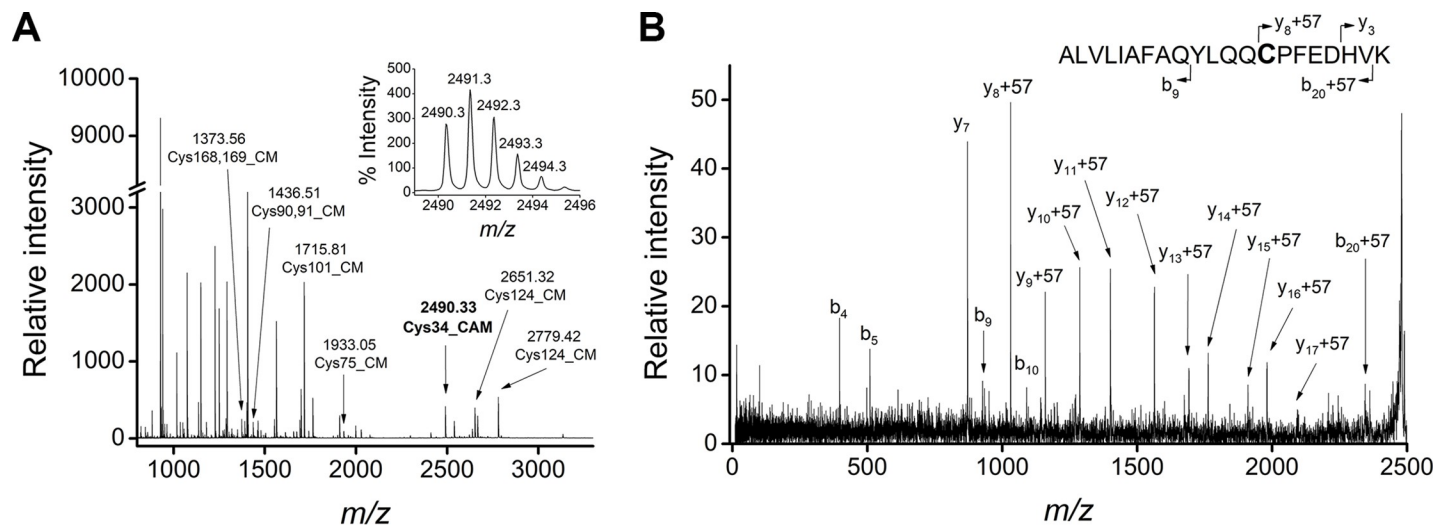 A
10000
9000
3000
2000
1000
0
Relative intensity
1000
1500
2000
2500
3000
m/z
1373.56
Cys168,169_CM
1436.51
Cys90,91_CM
1715.81
Cys101_CM
1933.05
Cys75_CM
2490.33
Cys34_CAM
2651.32
Cys124_CM
2779.42
Cys124_CM
500
400
300
200
100
0
% Intensity
2490.3
2491.3
2492.3
2493.3
2494.3
2490
2492
2494
2496
m/z
B
y8+57
y3
ALVLIAFAQYLQQCPFEDHVK
b9
b20+57
50
40
30
20
10
0
Relative intensity
0
500
1000
1500
2000
2500
m/z
b4
b5
y7
b9
y8+57
b10
y9+57
y10+57
y11+57
y12+57
y13+57
y14+57
y15+57
y16+57
y17+57
b20+57